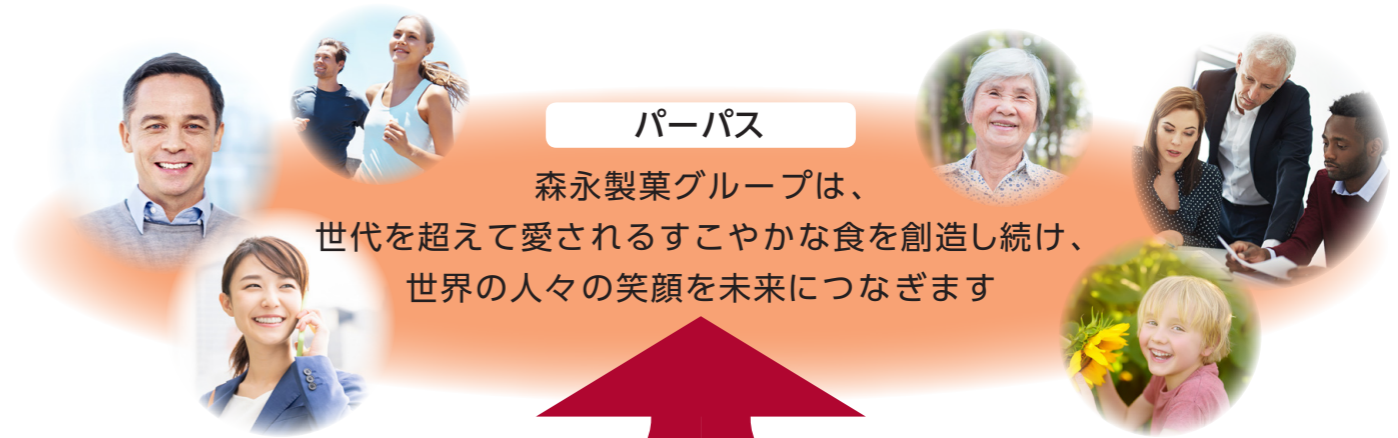 パーパス
森永製菓グループは、
世代を超えて愛されるすこやかな食を創造し続け、
世界の人々の笑顔を未来につなぎます